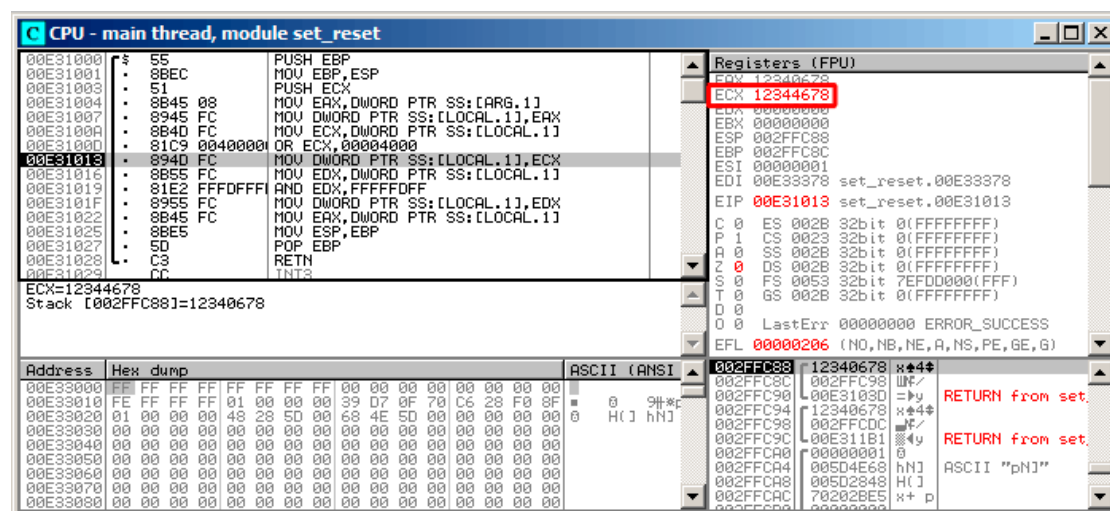 CPU - main thread, module set_reset
00E31000 $ 55 PUSH EBP
00E31001 . 8BEC MOV EBP,ESP
00E31003 . 51 PUSH ECX
00E31004 . 8B45 08 MOV EAX,DWORD PTR SS:[ARG.1]
00E31007 . 8945 FC MOV DWORD PTR SS:[LOCAL.1],EAX
00E3100A . 8B4D FC MOV ECX,DWORD PTR SS:[LOCAL.1]
00E3100D . 81C9 00400000 OR ECX,00004000
00E31013 . 894D FC MOV DWORD PTR SS:[LOCAL.1],ECX
00E31016 . 8B55 FC MOV EDX,DWORD PTR SS:[LOCAL.1]
00E31019 . 81E2 FFFDFFFF AND EDX,FFFFFDFF
00E3101F . 8955 FC MOV DWORD PTR SS:[LOCAL.1],EDX
00E31022 . 8B45 FC MOV EAX,DWORD PTR SS:[LOCAL.1]
00E31025 . 8BE5 MOV ESP,EBP
00E31027 . 5D POP EBP
00E31028 . C3 RETN
00E31029 CC INT3
ECX=12344678
Stack [002FFC88]=12340678
Registers (FPU)
EAX 12340678
ECX 12344678
EDX 00000000
EBX 00000000
ESP 002FFC88
EBP 002FFC8C
ESI 00000001
EDI 00E33378 set_reset.00E33378
EIP 00E31013 set_reset.00E31013
C 0 ES 002B 32bit 0(FFFFFFFF)
P 1 CS 0023 32bit 0(FFFFFFFF)
A 0 SS 002B 32bit 0(FFFFFFFF)
Z 0 DS 002B 32bit 0(FFFFFFFF)
S 0 FS 0053 32bit 7EFDD000(FFF)
T 0 GS 002B 32bit 0(FFFFFFFF)
D 0
O 0 LastErr 00000000 ERROR_SUCCESS
EFL 00000206 (NO,NB,NE,A,NS,PE,GE,G)
Address Hex dump ASCII (ANSI
00E33000 FF FF FF FF FF FF FF FF 00 00 00 00 00 00 00 00
00E33010 FE FF FF FF 01 00 00 00 39 D7 0F 70 C6 28 F0 8F
00E33020 01 00 00 00 48 28 5D 00 68 4E 5D 00 00 00 00 00 H(] hN]
00E33030 00 00 00 00 00 00 00 00 00 00 00 00 00 00 00 00
00E33040 00 00 00 00 00 00 00 00 00 00 00 00 00 00 00 00
00E33050 00 00 00 00 00 00 00 00 00 00 00 00 00 00 00 00
00E33060 00 00 00 00 00 00 00 00 00 00 00 00 00 00 00 00
00E33070 00 00 00 00 00 00 00 00 00 00 00 00 00 00 00 00
00E33080 00 00 00 00 00 00 00 00 00 00 00 00 00 00 00 00
002FFC88 12340678 x♠4‡
002FFC8C 002FFC98
002FFC90 00E3103D RETURN from set
002FFC94 12340678 x♠4‡
002FFC98 002FFCDC
002FFC9C 00E311B1 RETURN from set
002FFCA0 00000001
002FFCA4 005D4E68 hN] ASCII "pN]"
002FFCA8 005D2848 H(]
002FFCAC 70202BE5 x+ p